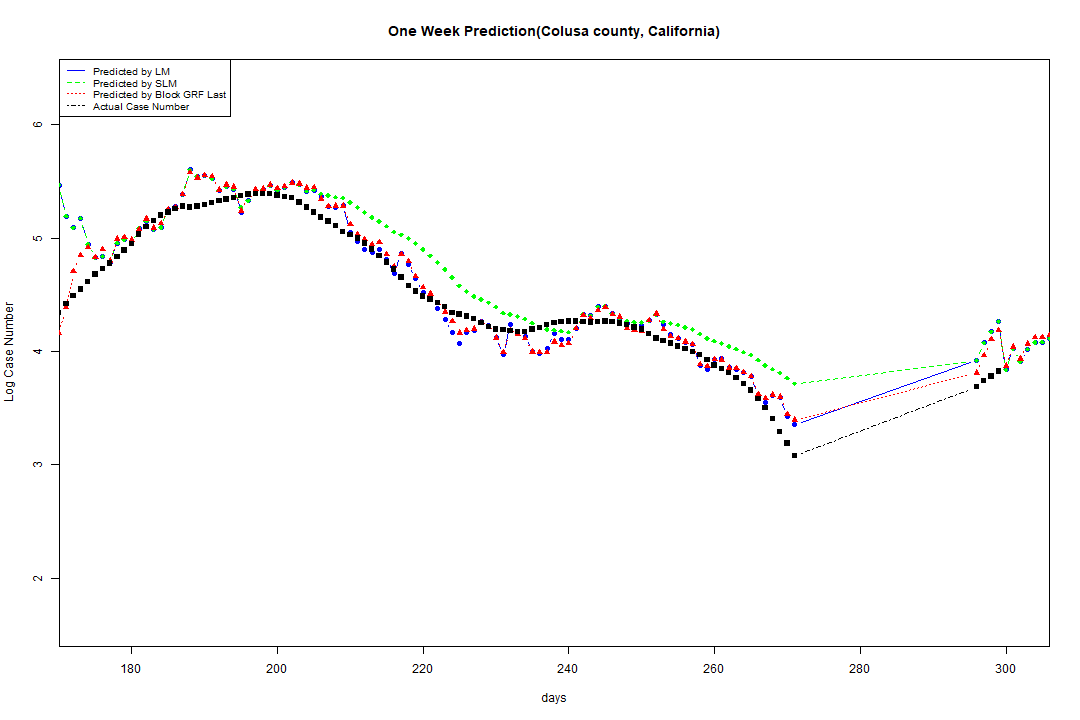 One Week Prediction(Colusa county, California)
Predicted by LM
Predicted by SLM
Predicted by Block GRF Last
Actual Case Number
6
5
4
3
2
Log Case Number
180 200 220 240 260 280 300
days